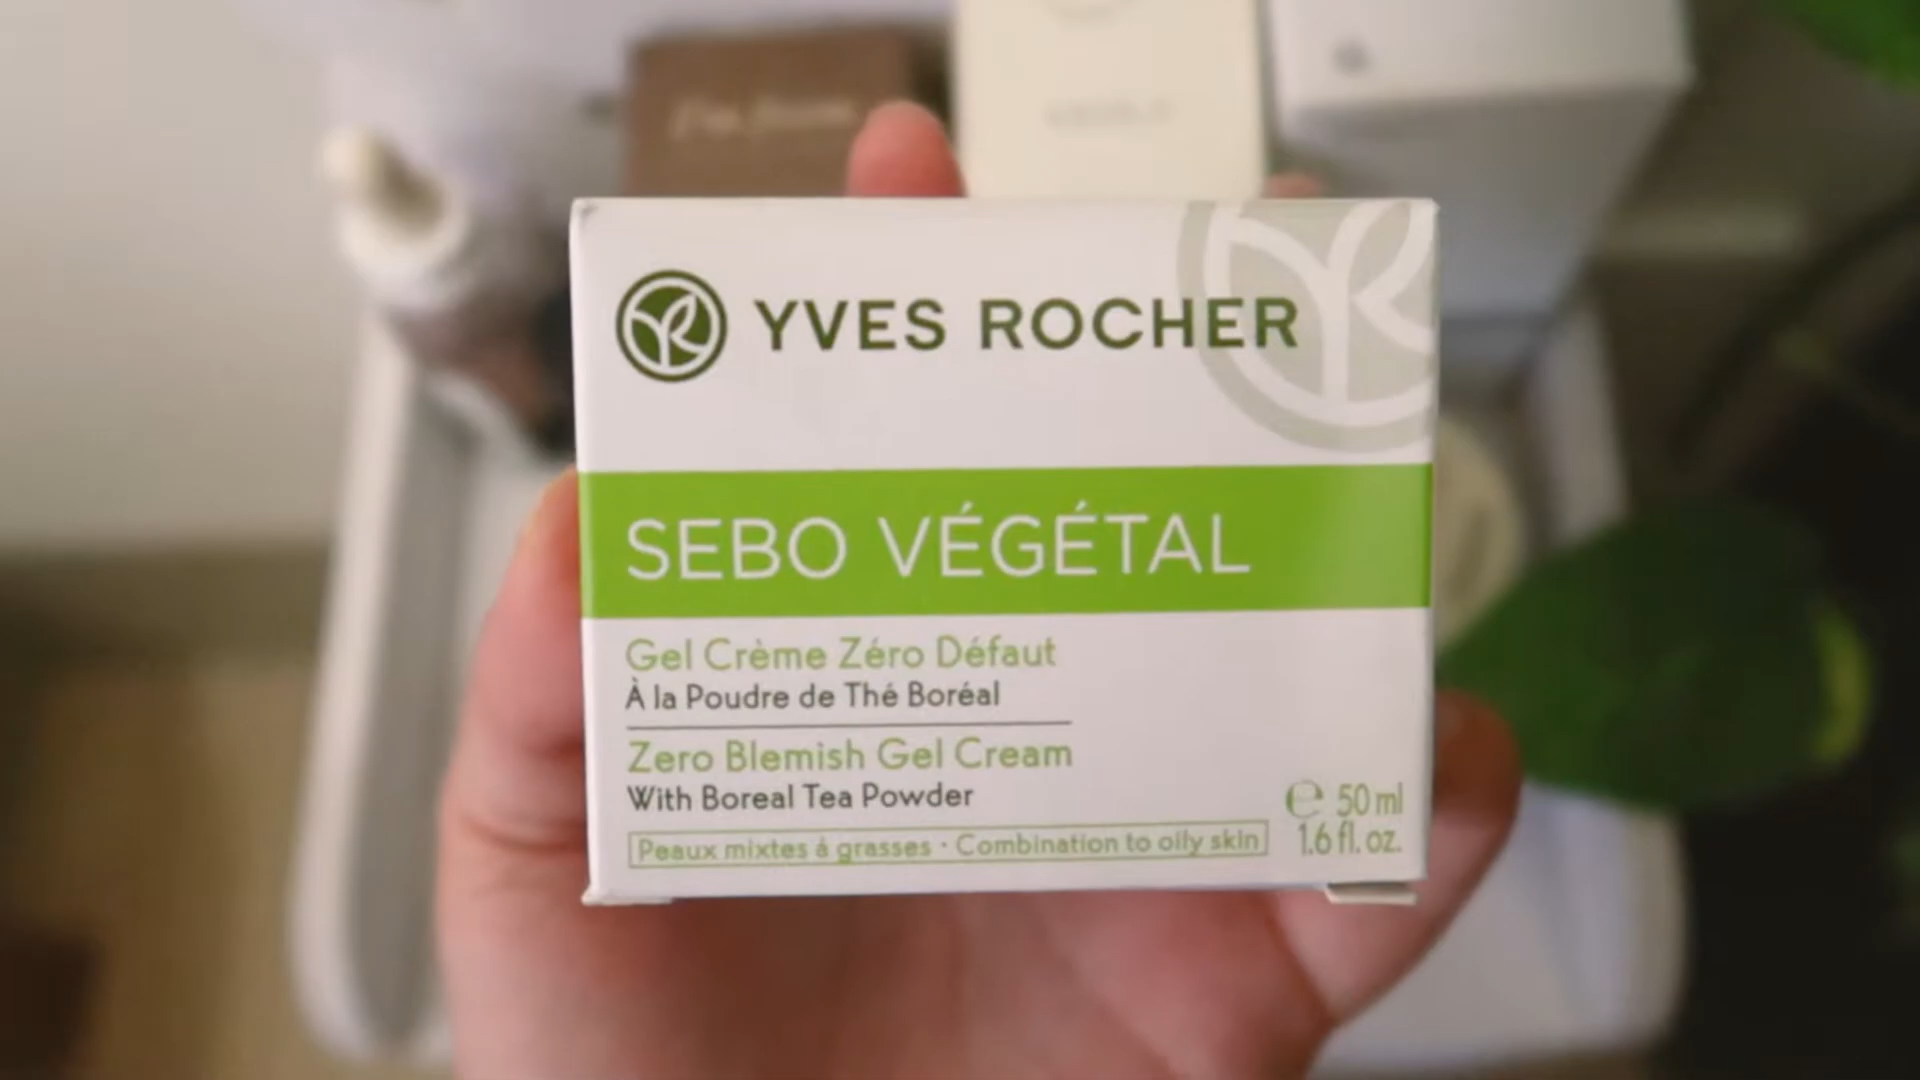 YVES ROCHER
SEBO VÉGÉTAL
Gel Crème Zéro Défaut
À la Poudre de Thé Boréal
Zero Blemish Gel Cream
With Boreal Tea Powder
Peaux mixtes à grasses · Combination to oily skin
℮ 50 ml
1.6 fl. oz.